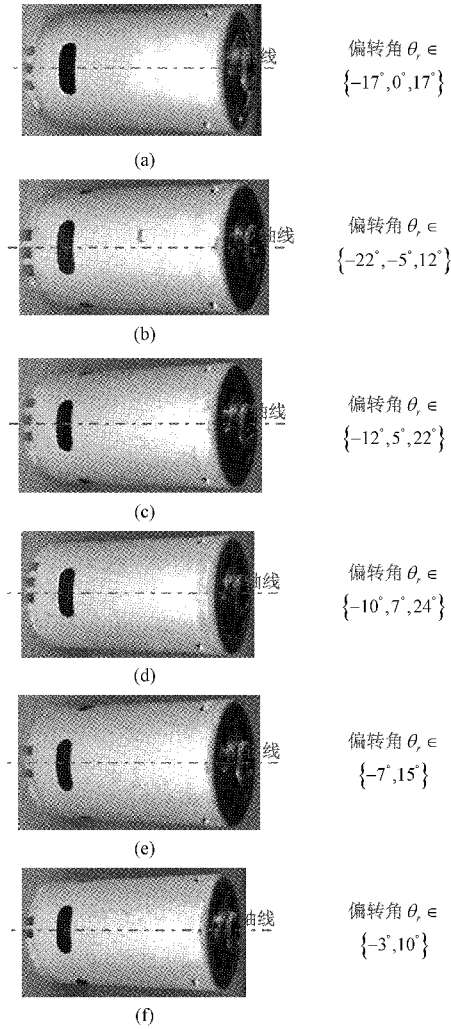 轴线
偏转角 θr ∈
{−17°,0°,17°}
(a)
轴线
偏转角 θr ∈
{−22°,−5°,12°}
(b)
轴线
偏转角 θr ∈
{−12°,5°,22°}
(c)
轴线
偏转角 θr ∈
{−10°,7°,24°}
(d)
线
偏转角 θr ∈
{−7°,15°}
(e)
轴线
偏转角 θr ∈
{−3°,10°}
(f)